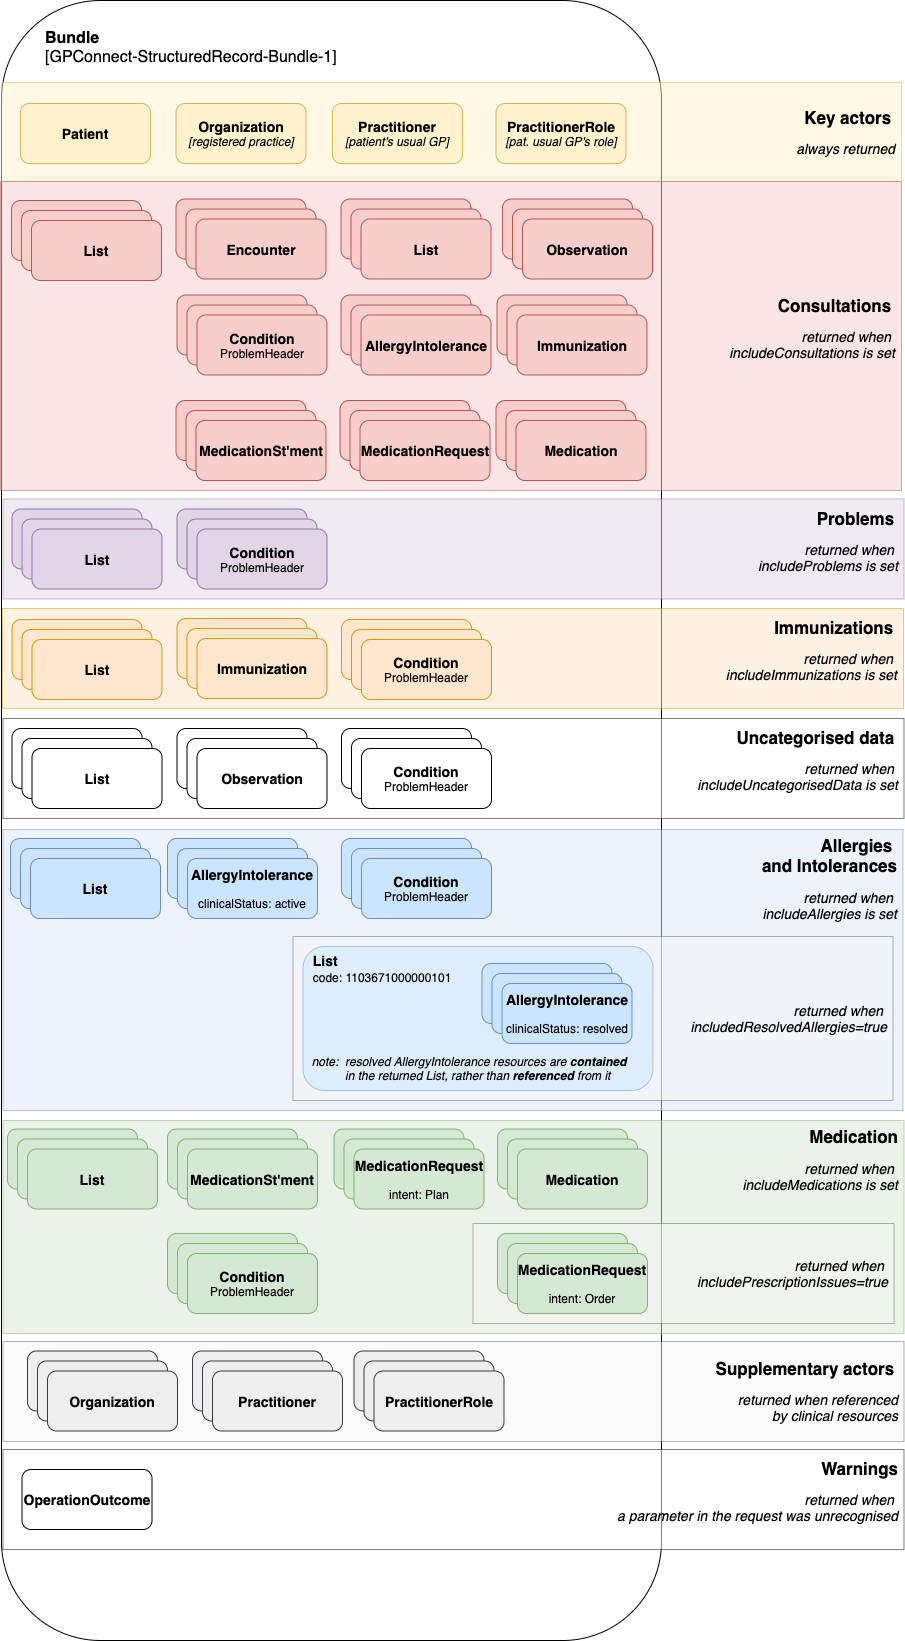 Bundle
[GPConnect-StructuredRecord-Bundle-1]
Key actors
always returned
Patient
Organization
[registered practice]
Practitioner
[patient's usual GP]
PractitionerRole
[pat. usual GP's role]
Consultations
returned when
includeConsultations is set
List
Encounter
List
Observation
Condition
ProblemHeader
AllergyIntolerance
Immunization
MedicationSt'ment
MedicationRequest
Medication
Problems
returned when
includeProblems is set
List
Condition
ProblemHeader
Immunizations
returned when
includeImmunizations is set
List
Immunization
Condition
ProblemHeader
Uncategorised data
returned when
includeUncategorisedData is set
List
Observation
Condition
ProblemHeader
Allergies
and Intolerances
returned when
includeAllergies is set
List
AllergyIntolerance
clinicalStatus: active
Condition
ProblemHeader
List
code: 1103671000000101
AllergyIntolerance
clinicalStatus: resolved
note: resolved AllergyIntolerance resources are contained
in the returned List, rather than referenced from it
returned when
includedResolvedAllergies=true
Medication
returned when
includeMedications is set
List
MedicationSt'ment
MedicationRequest
intent: Plan
Medication
Condition
ProblemHeader
MedicationRequest
intent: Order
returned when
includePrescriptionIssues=true
Supplementary actors
returned when referenced
by clinical resources
Organization
Practitioner
PractitionerRole
Warnings
returned when
a parameter in the request was unrecognised
OperationOutcome